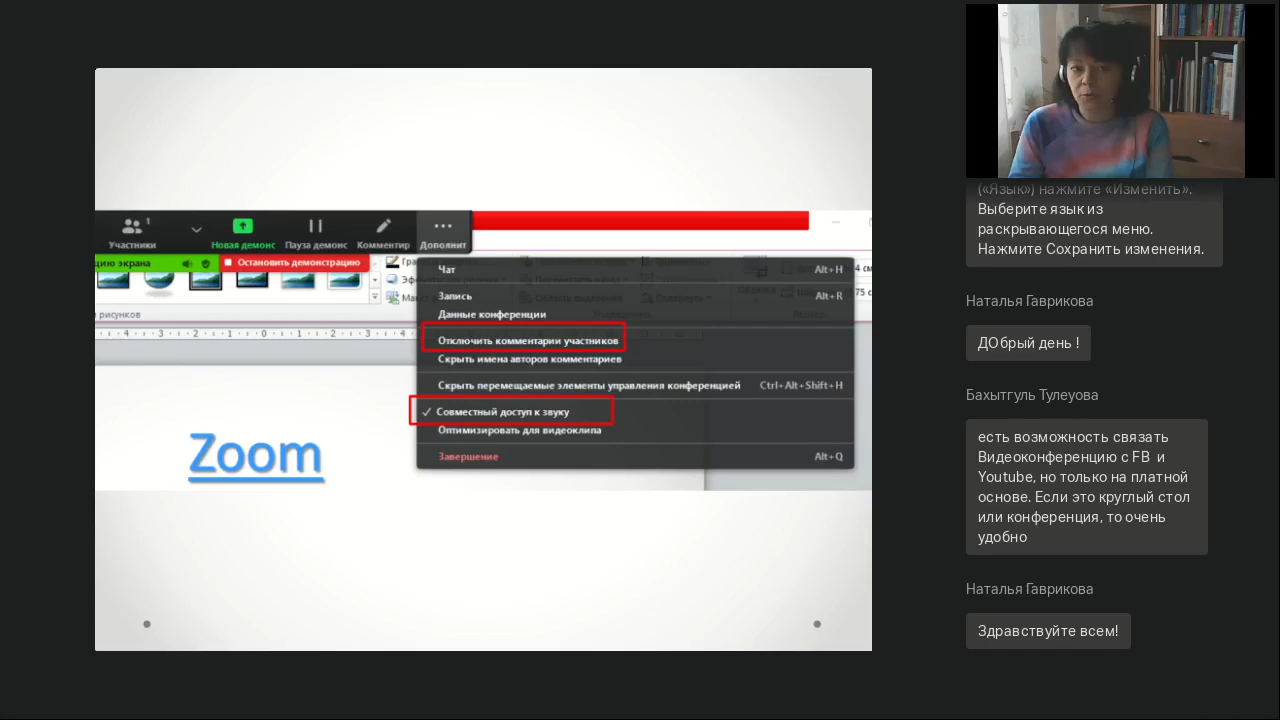 1
Участники
Новая демонс
Пауза демонс
Комментир
Дополнит
цию экрана
Остановить демонстрацию
рисунков
Чат Alt+H
Запись Alt+R
Данные конференции
Отключить комментарии участников
Скрыть имена авторов комментариев
Скрыть перемещаемые элементы управления конференцией Ctrl+Alt+Shift+H
Совместный доступ к звуку
Оптимизировать для видеоклипа
Завершение Alt+Q
Zoom
(«Язык») нажмите «Изменить».
Выберите язык из
раскрывающегося меню.
Нажмите Сохранить изменения.
Наталья Гаврикова
ДОбрый день !
Бахытгуль Тулеуова
есть возможность связать
Видеоконференцию с FB и
Youtube, но только на платной
основе. Если это круглый стол
или конференция, то очень
удобно
Наталья Гаврикова
Здравствуйте всем!